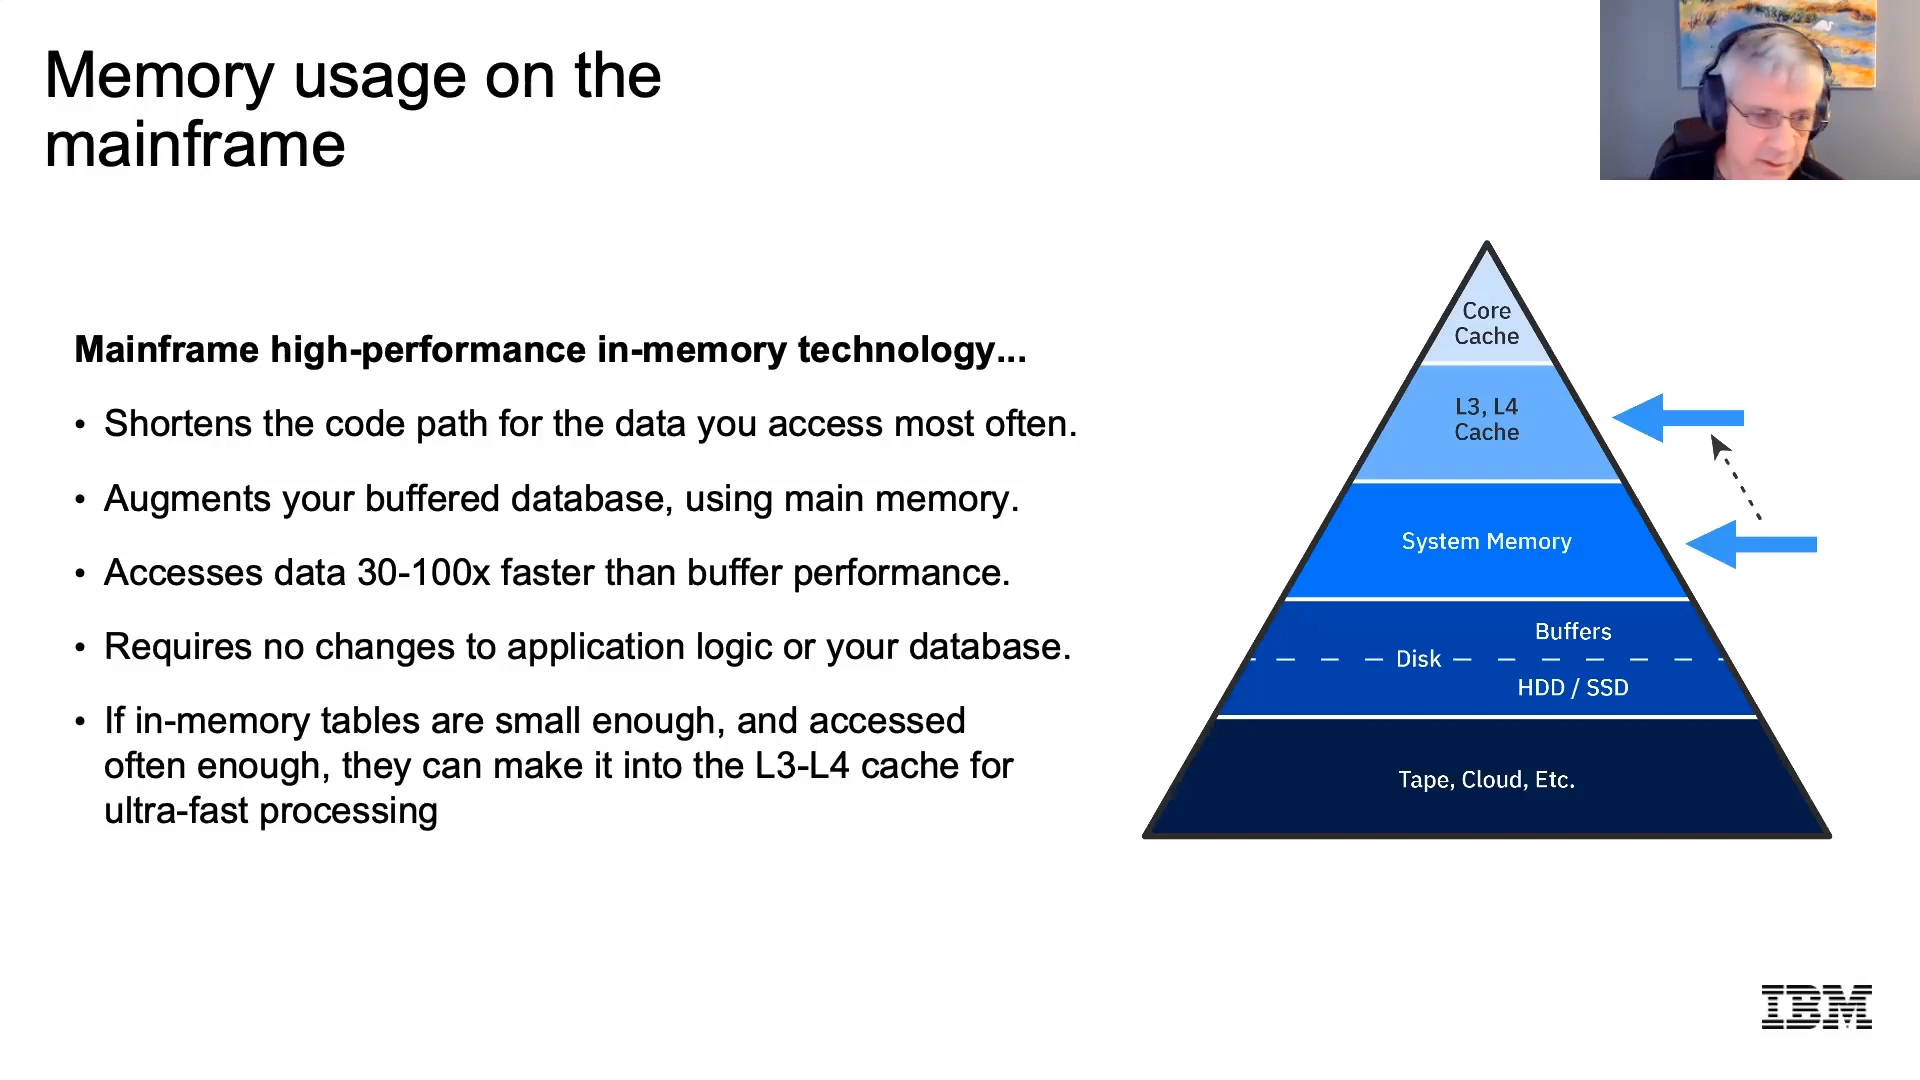 Memory usage on the
mainframe
Mainframe high-performance in-memory technology...
• Shortens the code path for the data you access most often.
• Augments your buffered database, using main memory.
• Accesses data 30-100x faster than buffer performance.
• Requires no changes to application logic or your database.
• If in-memory tables are small enough, and accessed
often enough, they can make it into the L3-L4 cache for
ultra-fast processing
Core
Cache
L3, L4
Cache
System Memory
Buffers
Disk
HDD / SSD
Tape, Cloud, Etc.
IBM